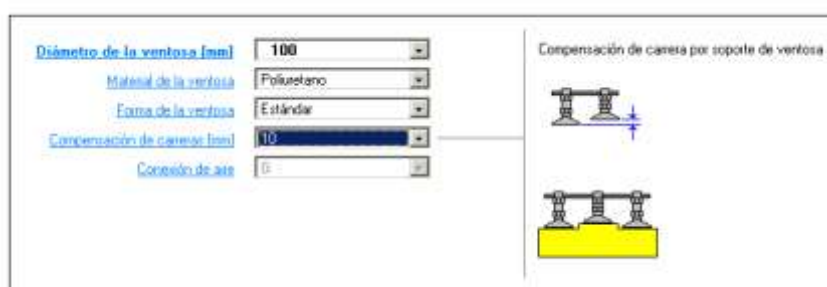 Diámetro de la ventosa [mm] 100
Material de la ventosa Poliuretano
Forma de la ventosa Estándar
Compensación de carreras [mm] 10
Conexión de aire G
Compensación de carrera por soporte de ventosa